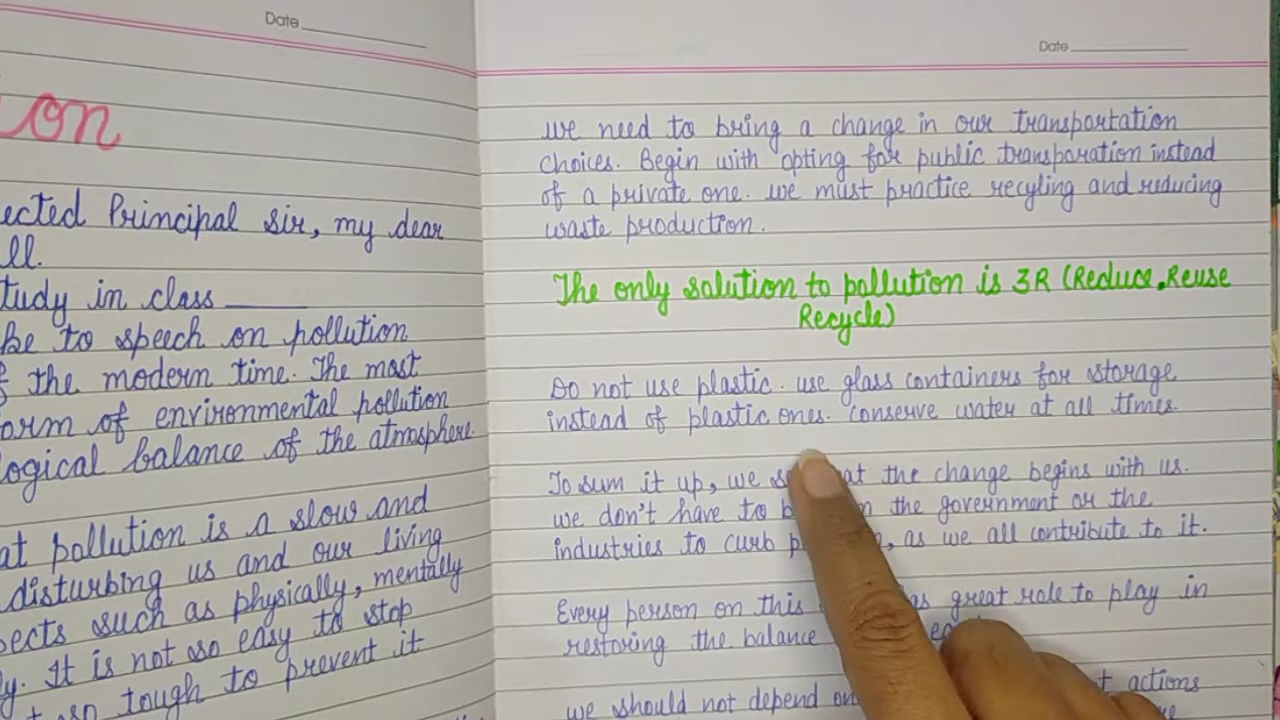 Date
on
ected Principal sir, my dear
ll.
tudy in class
be to speech on pollution
the modern time. The most
orm of environmental pollution
logical balance of the atmosphere.
at pollution is a slow and
disturbing us and our living
pects such as physically, mentally
y. It is not so easy to stop
so tough to prevent it
Date
we need to bring a change in our transportation
choices. Begin with opting for public transporation instead
of a private one. we must practice recyling and reducing
waste production.
The only solution to pollution is 3R (Reduce, Reuse
Recycle)
Do not use plastic. use glass containers for storage
instead of plastic ones. conserve water at all times.
To sum it up, we at the change begins with us.
we don't have to the government or the
industries to curb , as we all contribute to it.
Every person on this as great role to play in
restoring the balance
we should not depend on actions